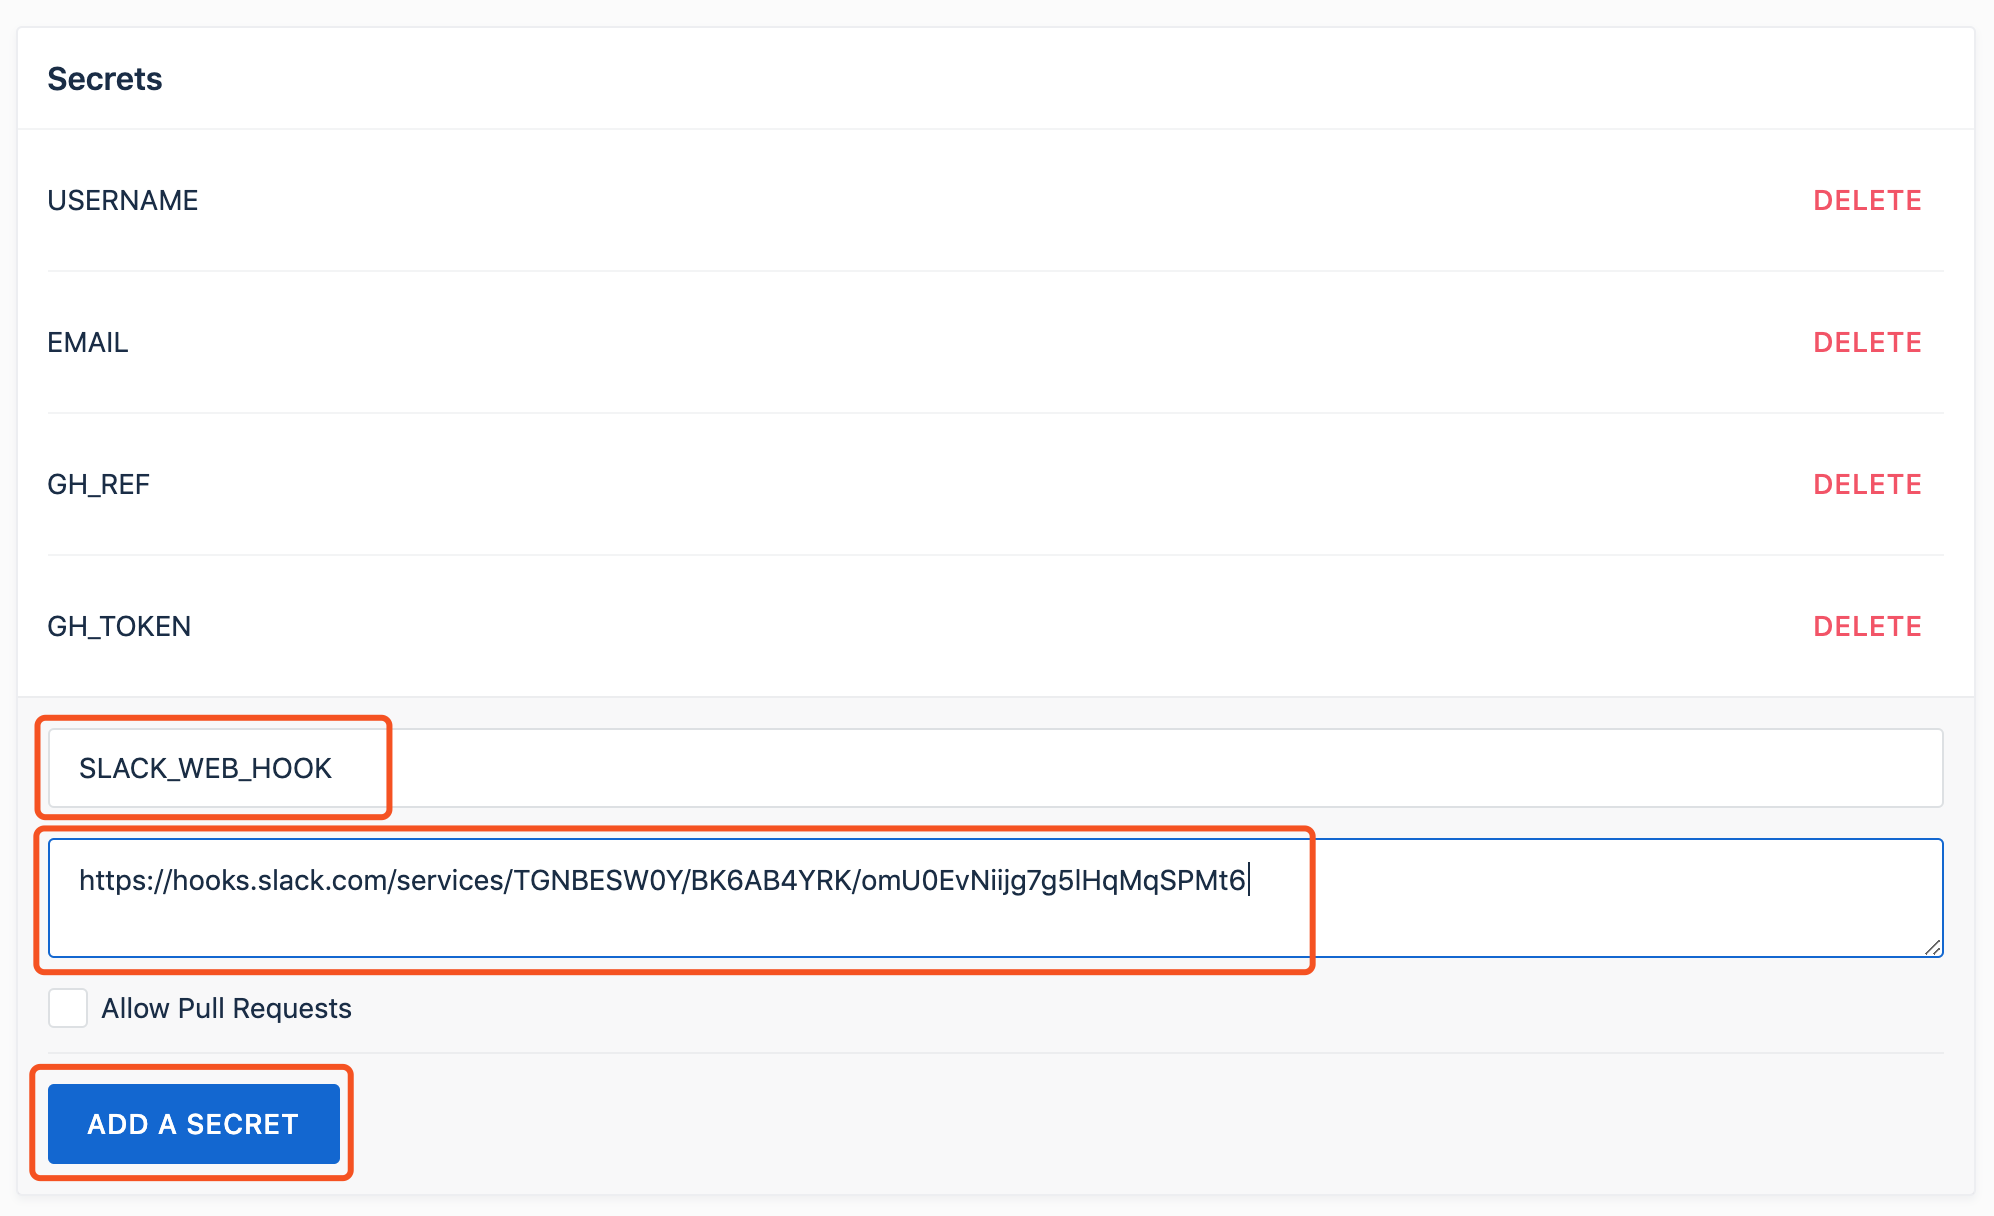 Secrets
USERNAME DELETE
EMAIL DELETE
GH_REF DELETE
GH_TOKEN DELETE
SLACK_WEB_HOOK
https://hooks.slack.com/services/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
Allow Pull Requests
ADD A SECRET